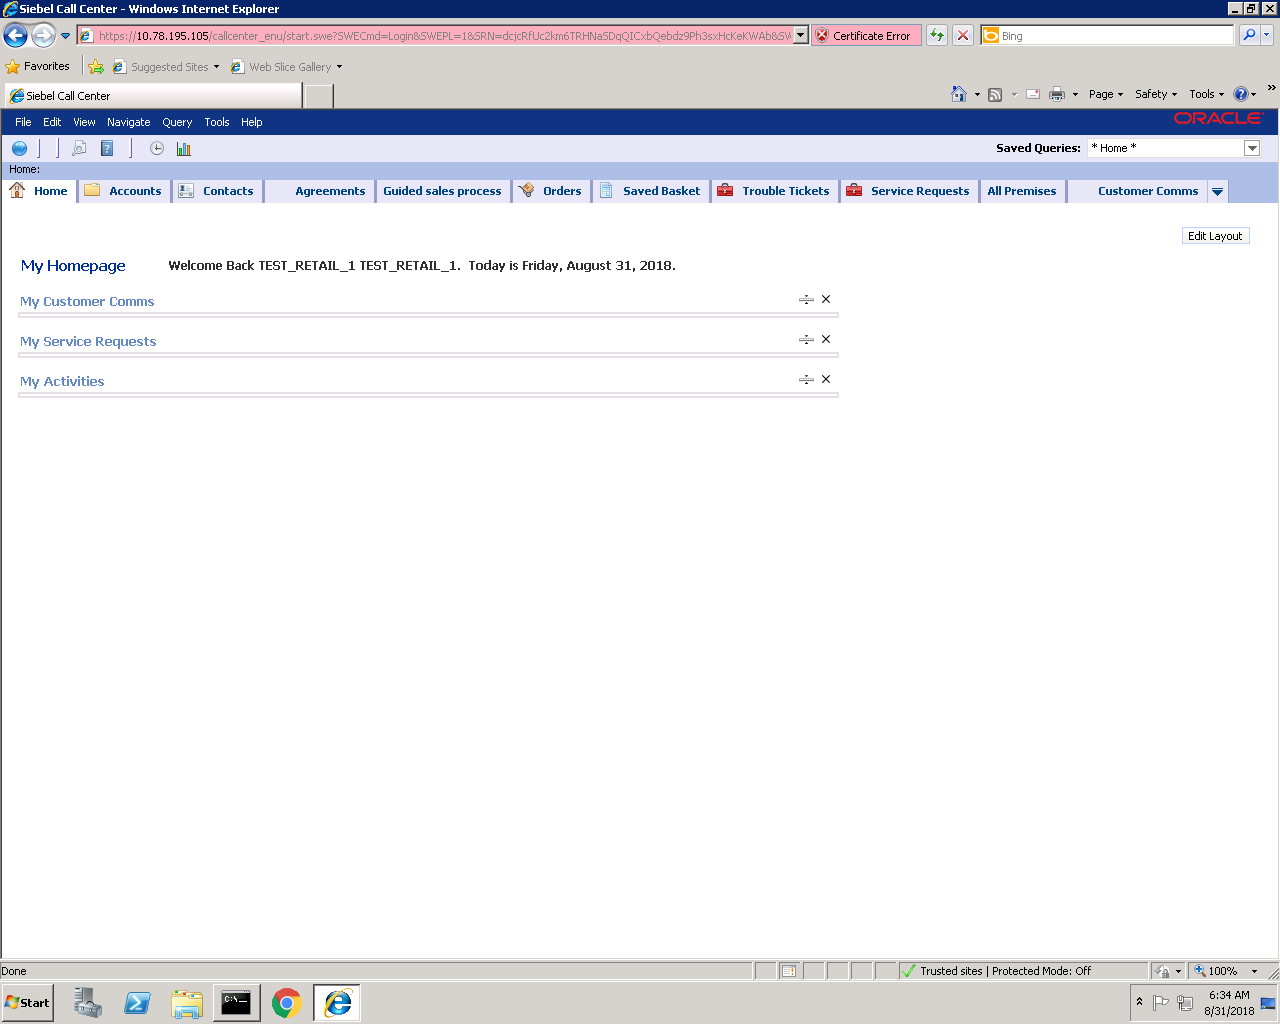 Siebel Call Center - Windows Internet Explorer
https://10.78.195.105/callcenter_enu/start.swe?SWECmd=Login&SWEPL=1&SRN=dcjcRfUc2km6TRHNaSDqQICxbQebdz9Ph3sxHcKeKWAb&SW
Certificate Error
Bing
Favorites
Suggested Sites
Web Slice Gallery
Siebel Call Center
Page
Safety
Tools
File Edit View Navigate Query Tools Help
ORACLE
Saved Queries: * Home *
Home:
Home Accounts Contacts Agreements Guided sales process Orders Saved Basket Trouble Tickets Service Requests All Premises Customer Comms
Edit Layout
My Homepage Welcome Back TEST_RETAIL_1 TEST_RETAIL_1. Today is Friday, August 31, 2018.
My Customer Comms
My Service Requests
My Activities
Done
Trusted sites | Protected Mode: Off
100%
Start
C:\
6:34 AM
8/31/2018